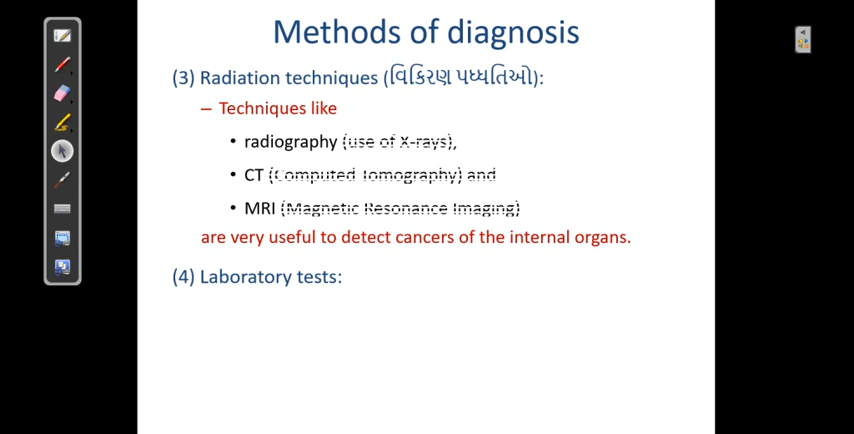 Methods of diagnosis
(3) Radiation techniques (વિકિરણ પધ્ધતિઓ):
– Techniques like
• radiography (use of X-rays),
• CT (Computed Tomography) and
• MRI (Magnetic Resonance Imaging)
are very useful to detect cancers of the internal organs.
(4) Laboratory tests: